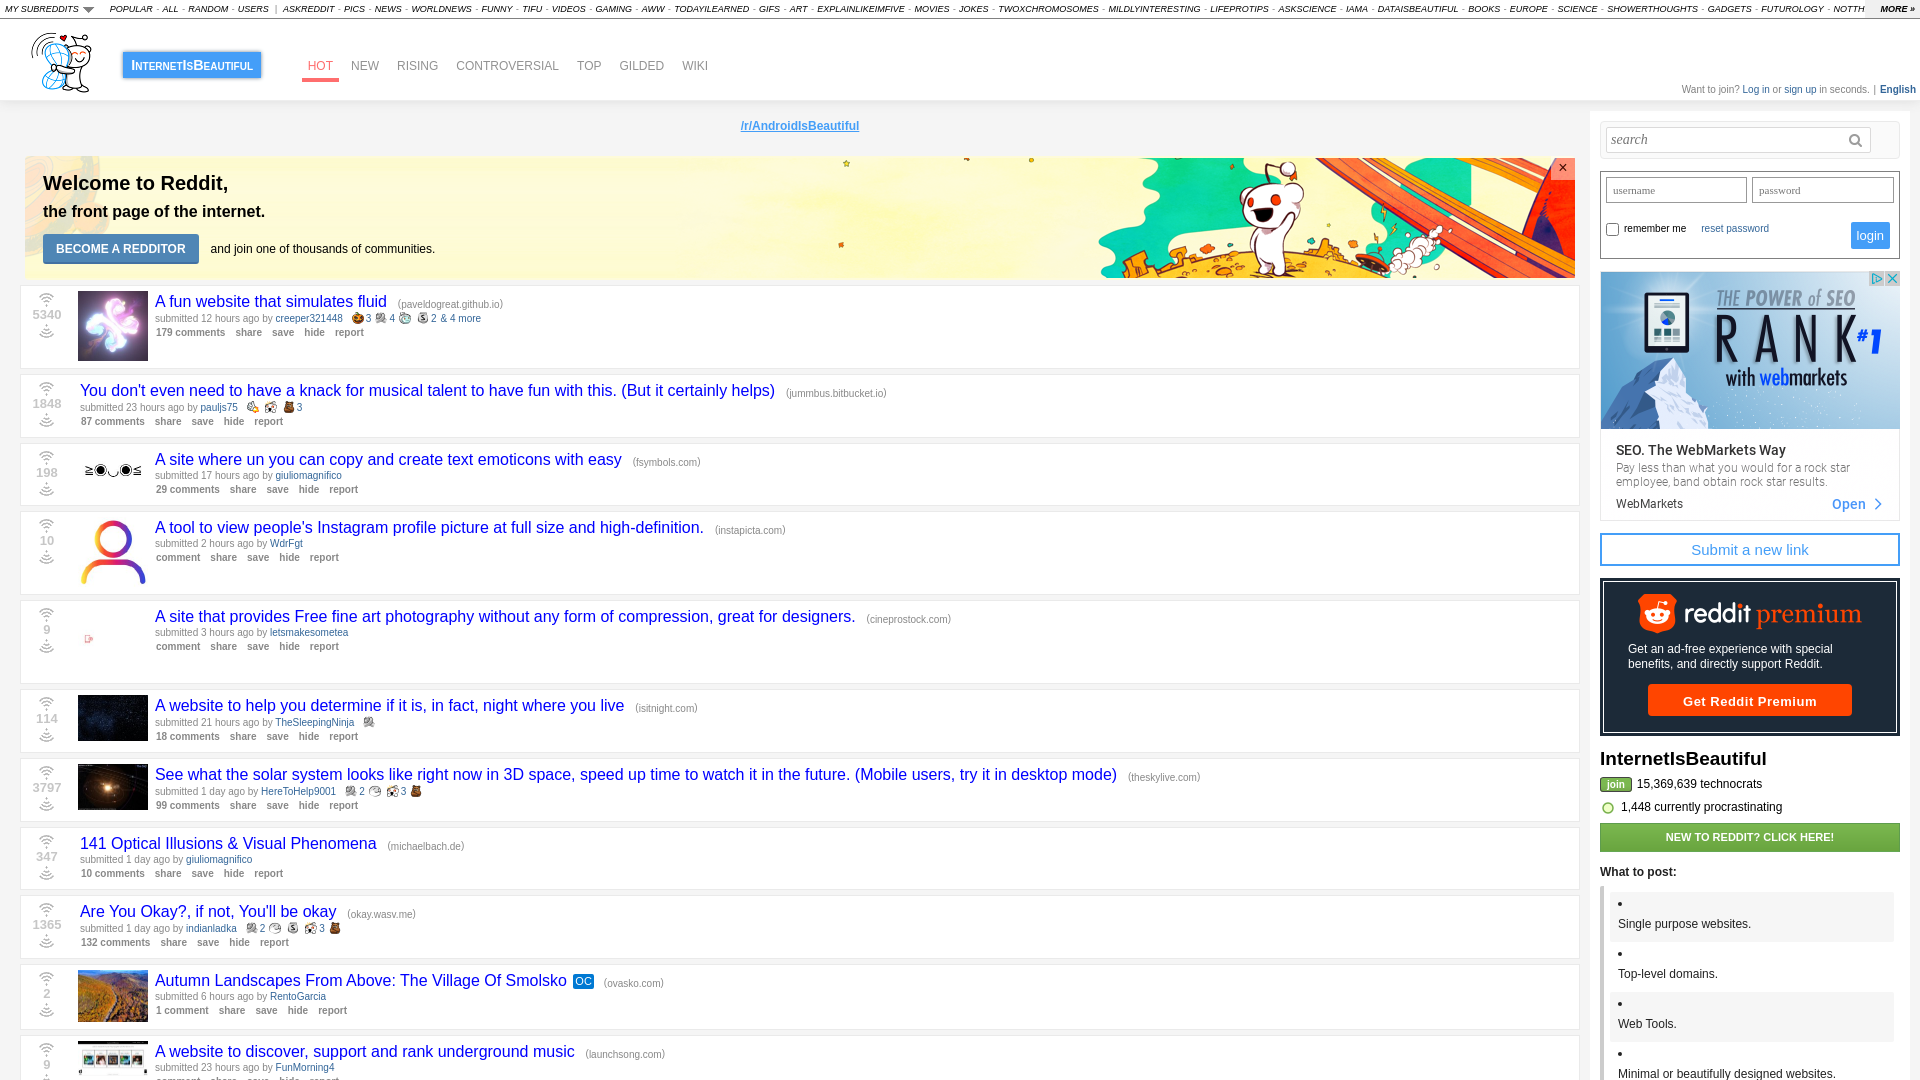 MY SUBREDDITS POPULAR - ALL - RANDOM - USERS | ASKREDDIT - PICS - NEWS - WORLDNEWS - FUNNY - TIFU - VIDEOS - GAMING - AWW - TODAYILEARNED - GIFS - ART - EXPLAINLIKEIMFIVE - MOVIES - JOKES - TWOXCHROMOSOMES - MILDLYINTERESTING - LIFEPROTIPS - ASKSCIENCE - IAMA - DATAISBEAUTIFUL - BOOKS - EUROPE - SCIENCE - SHOWERTHOUGHTS - GADGETS - FUTUROLOGY - NOTTH MORE »
InternetIsBeautiful HOT NEW RISING CONTROVERSIAL TOP GILDED WIKI
Want to join? Log in or sign up in seconds. | English
/r/AndroidIsBeautiful
Welcome to Reddit,
the front page of the internet.
BECOME A REDDITOR and join one of thousands of communities.
×
5340
A fun website that simulates fluid (paveldogreat.github.io)
submitted 12 hours ago by creeper321448 3 4 2 & 4 more
179 comments share save hide report
1848
You don't even need to have a knack for musical talent to have fun with this. (But it certainly helps) (jummbus.bitbucket.io)
submitted 23 hours ago by pauljs75 3
87 comments share save hide report
198
≥◉◡◉≤
A site where un you can copy and create text emoticons with easy (fsymbols.com)
submitted 17 hours ago by giuliomagnifico
29 comments share save hide report
10
A tool to view people's Instagram profile picture at full size and high-definition. (instapicta.com)
submitted 2 hours ago by WdrFgt
comment share save hide report
9
A site that provides Free fine art photography without any form of compression, great for designers. (cineprostock.com)
submitted 3 hours ago by letsmakesometea
comment share save hide report
114
A website to help you determine if it is, in fact, night where you live (isitnight.com)
submitted 21 hours ago by TheSleepingNinja
18 comments share save hide report
3797
See what the solar system looks like right now in 3D space, speed up time to watch it in the future. (Mobile users, try it in desktop mode) (theskylive.com)
submitted 1 day ago by HereToHelp9001 2 3
99 comments share save hide report
347
141 Optical Illusions & Visual Phenomena (michaelbach.de)
submitted 1 day ago by giuliomagnifico
10 comments share save hide report
1365
Are You Okay?, if not, You'll be okay (okay.wasv.me)
submitted 1 day ago by indianladka 2 3
132 comments share save hide report
2
Autumn Landscapes From Above: The Village Of Smolsko OC (ovasko.com)
submitted 6 hours ago by RentoGarcia
1 comment share save hide report
9
A website to discover, support and rank underground music (launchsong.com)
submitted 23 hours ago by FunMorning4
comment share save hide report
search
username password
remember me reset password login
THE POWER of SEO
RANK #1
with webmarkets
SEO. The WebMarkets Way
Pay less than what you would for a rock star
employee, band obtain rock star results.
WebMarkets Open
Submit a new link
reddit premium
Get an ad-free experience with special
benefits, and directly support Reddit.
Get Reddit Premium
InternetIsBeautiful
join 15,369,639 technocrats
1,448 currently procrastinating
NEW TO REDDIT? CLICK HERE!
What to post:
•
Single purpose websites.
•
Top-level domains.
•
Web Tools.
•
Minimal or beautifully designed websites.